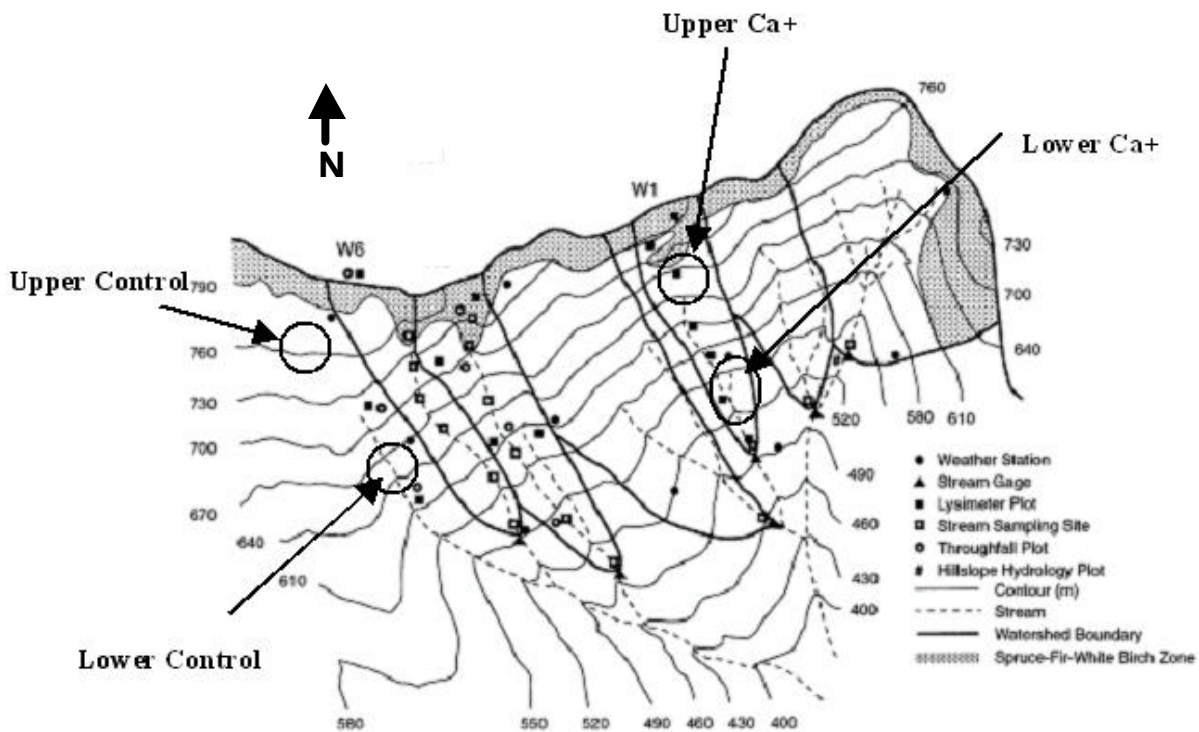 Upper Ca+
760
Lower Ca+
N
W1
W6
730
Upper Control
790
700
760
640
730
520
580
610
700
490
Weather Station
Stream Gage
670
Lysimeter Plot
460
Stream Sampling Site
640
Throughfall Plot
Hillslope Hydrology Plot
610
430
Contour (m)
400
Stream
Watershed Boundary
Lower Control
Spruce-Fir-White Birch Zone
580
550
520
490
460
430
400